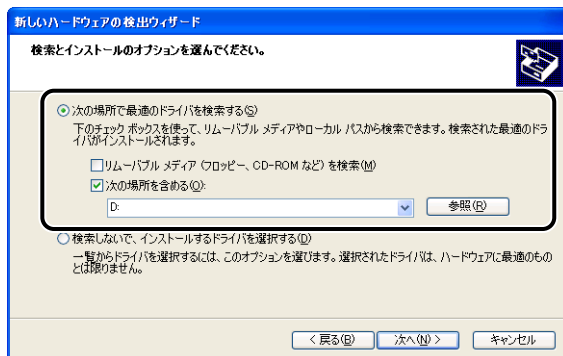 新しいハードウェアの検出ウィザード
検索とインストールのオプションを選んでください。
次の場所で最適のドライバを検索する(S)
下のチェック ボックスを使って、リムーバブル メディアやローカル パスから検索できます。検索された最適のドラ
イバがインストールされます。
リムーバブル メディア (フロッピー、CD-ROM など) を検索(M)
次の場所を含める(O):
D:
参照(R)
検索しないで、インストールするドライバを選択する(D)
一覧からドライバを選択するには、このオプションを選びます。選択されたドライバは、ハードウェアに最適のもの
とは限りません。
< 戻る(B) 次へ(N) > キャンセル